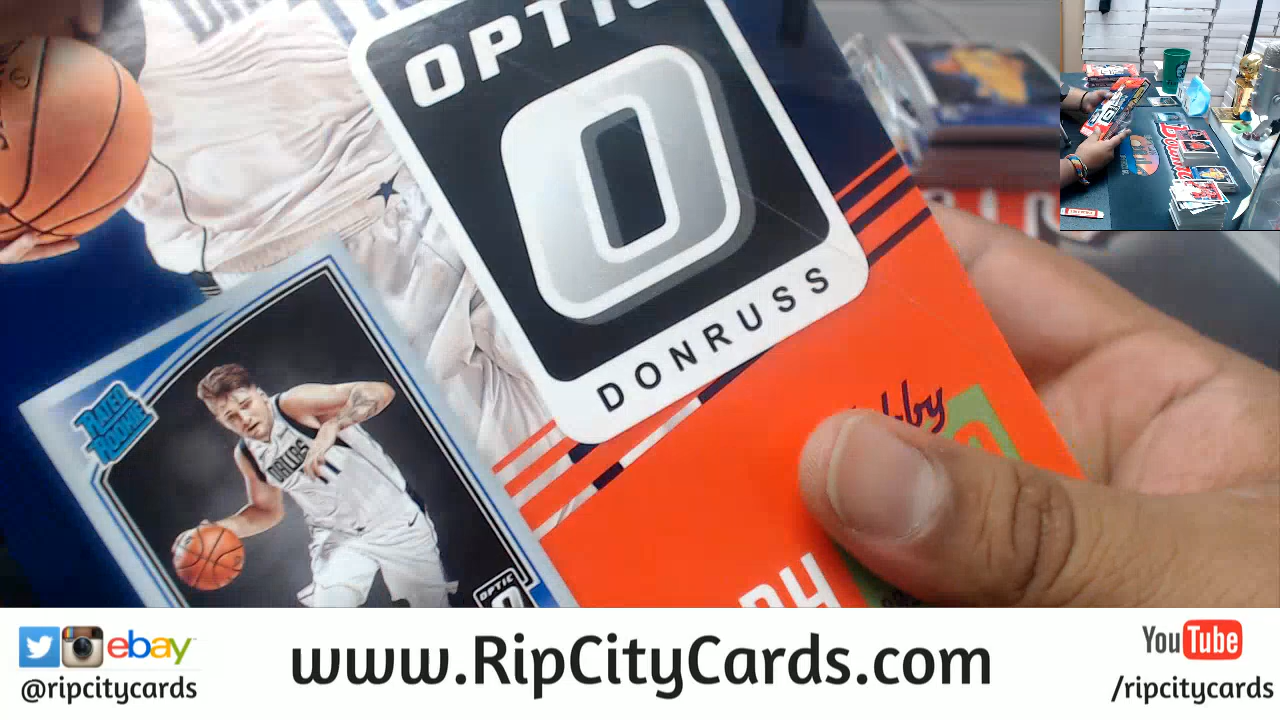 OPTIC
O
DONRUSS
RATED
ROOKIE
DALLAS
OPTIC
ebay
@ripcitycards
www.RipCityCards.com
You Tube
/ripcitycards